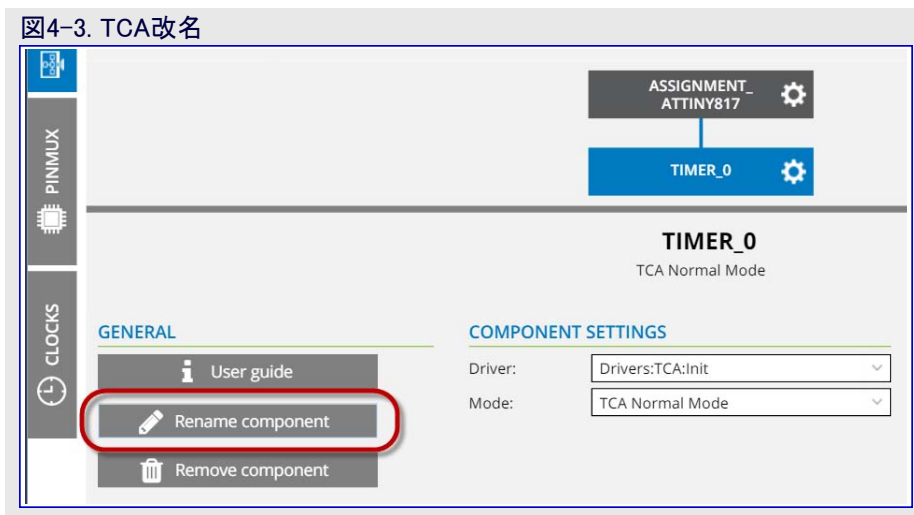 図4-3. TCA改名
ASSIGNMENT_
ATTINY817
PINMUX
TIMER_0
TIMER_0
TCA Normal Mode
CLOCKS
GENERAL
COMPONENT SETTINGS
User guide
Driver:
Drivers:TCA:Init
Rename component
Mode:
TCA Normal Mode
Remove component